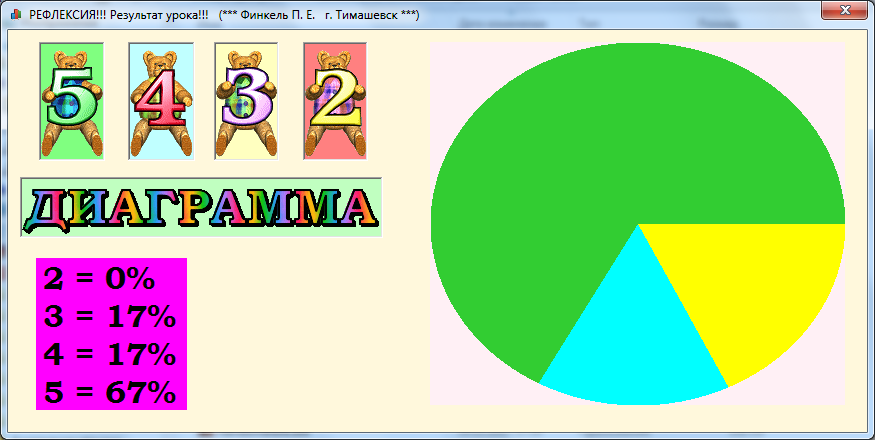 РЕФЛЕКСИЯ!!! Результат урока!!! (*** Финкель П. Е. г. Тимашевск ***)
5 4 3 2
ДИАГРАММА
2 = 0%
3 = 17%
4 = 17%
5 = 67%